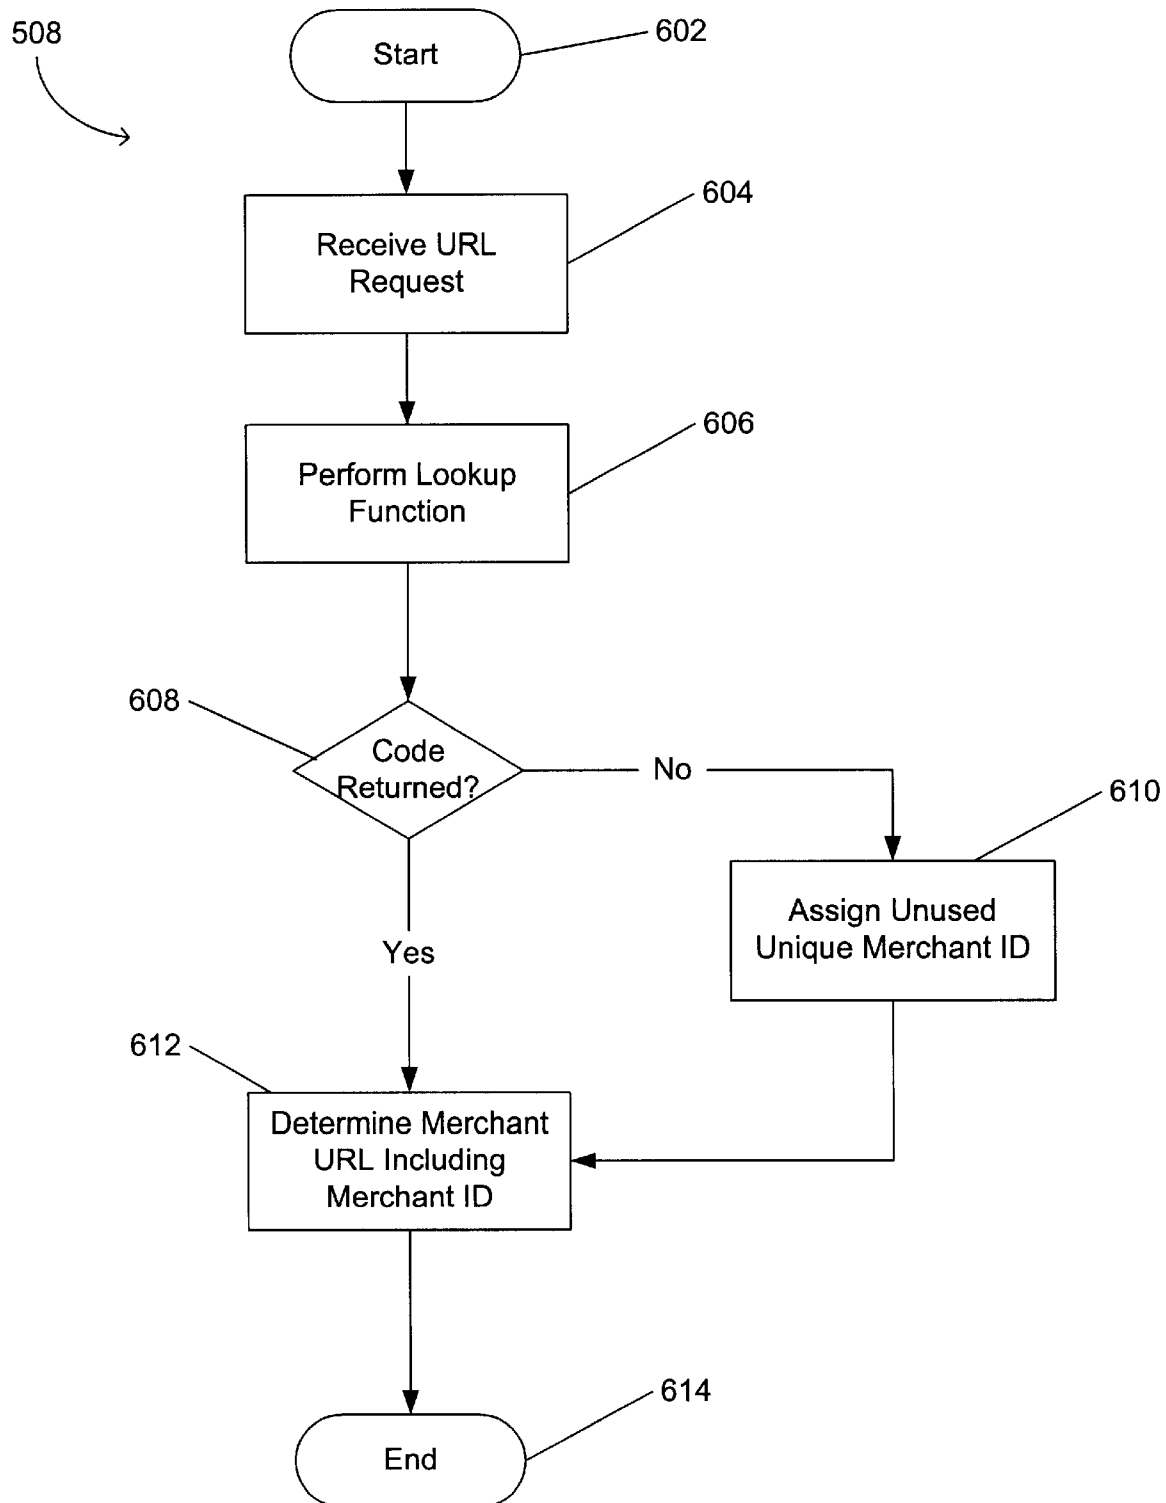 508
Start
602
Receive URL
Request
604
Perform Lookup
Function
606
608
Code
Returned?
No
610
Assign Unused
Unique Merchant ID
Yes
612
Determine Merchant
URL Including
Merchant ID
614
End